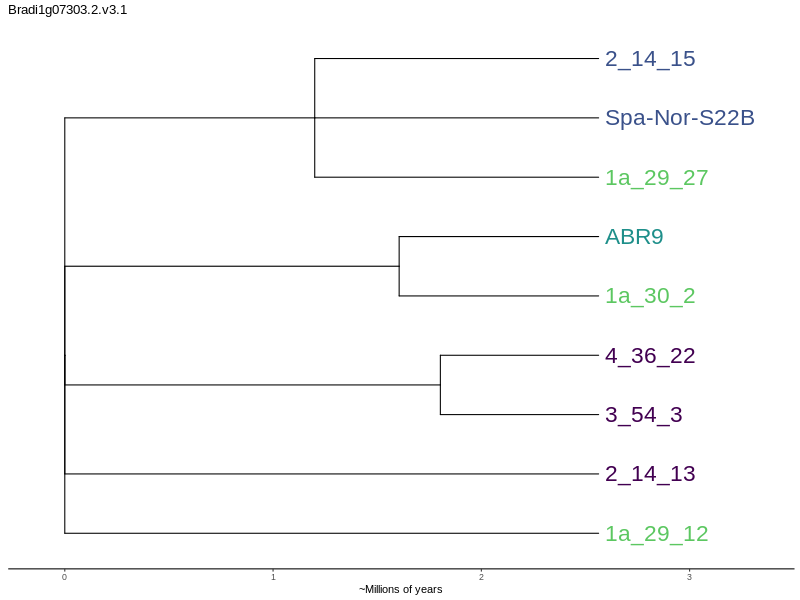 Bradi1g07303.2.v3.1
2_14_15
Spa-Nor-S22B
1a_29_27
ABR9
1a_30_2
4_36_22
3_54_3
2_14_13
1a_29_12
0 1 2 3
~Millions of years